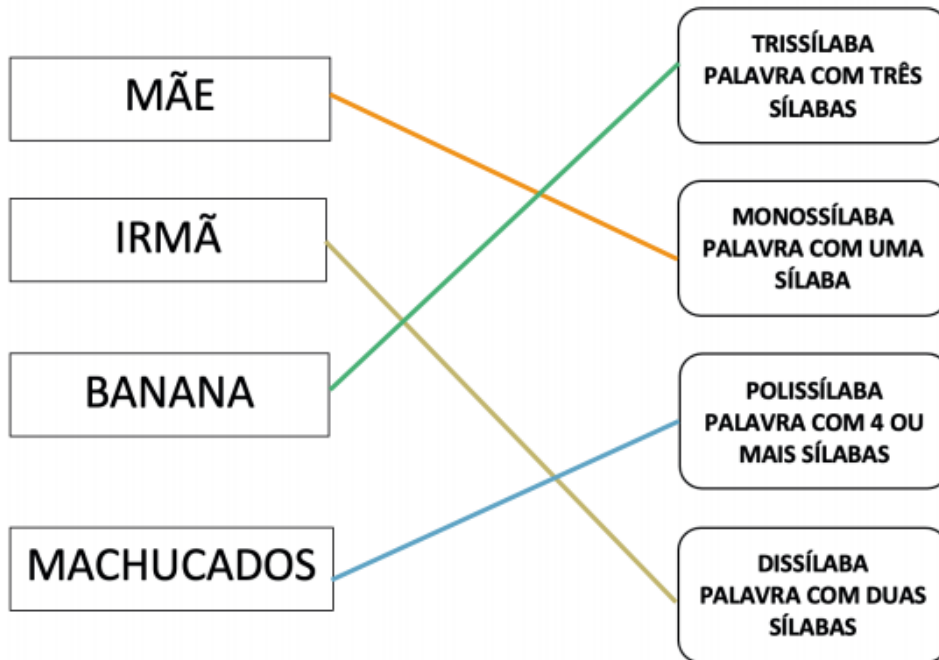 MÃE
IRMÃ
BANANA
MACHUCADOS
TRISSÍLABA
PALAVRA COM TRÊS
SÍLABAS
MONOSSÍLABA
PALAVRA COM UMA
SÍLABA
POLISSÍLABA
PALAVRA COM 4 OU
MAIS SÍLABAS
DISSÍLABA
PALAVRA COM DUAS
SÍLABAS